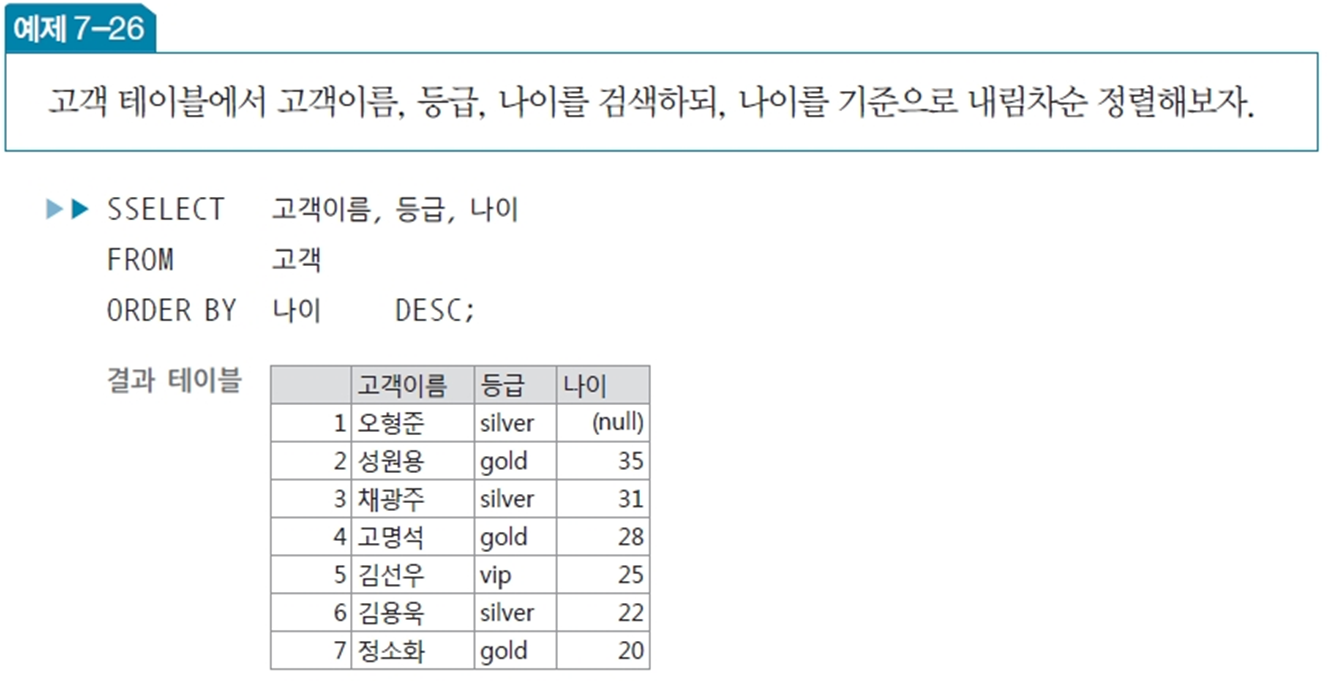 예제 7–26
고객 테이블에서 고객이름, 등급, 나이를 검색하되, 나이를 기준으로 내림차순 정렬해보자.
▶▶ SSELECT 고객이름, 등급, 나이
FROM 고객
ORDER BY 나이 DESC;
결과 테이블
고객이름 등급 나이
1 오형준 silver (null)
2 성원용 gold 35
3 채광주 silver 31
4 고명석 gold 28
5 김선우 vip 25
6 김용욱 silver 22
7 정소화 gold 20